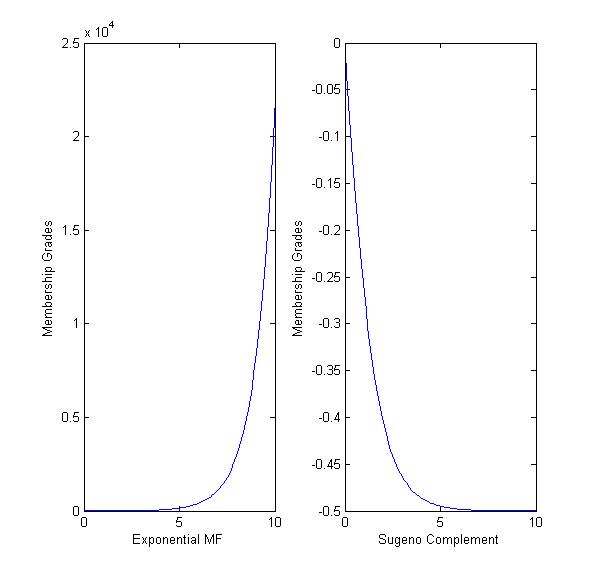 x 10^4
2.5
2
1.5
1
0.5
0
0 5 10
Membership Grades
Exponential MF
0
-0.05
-0.1
-0.15
-0.2
-0.25
-0.3
-0.35
-0.4
-0.45
-0.5
0 5 10
Membership Grades
Sugeno Complement